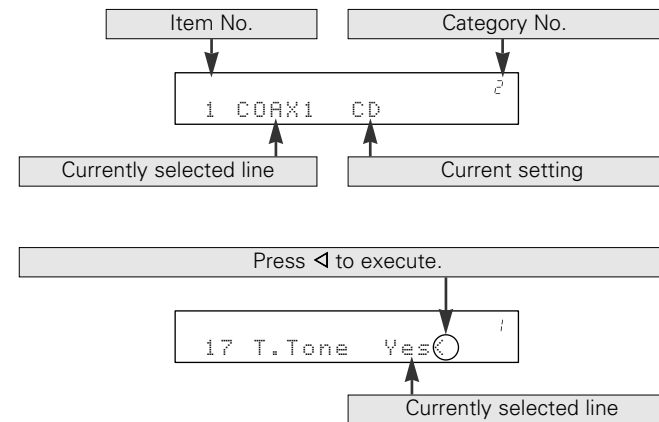 Item No.
Category No.
2
1 COAX1 CD
Currently selected line
Current setting
Press ◁ to execute.
1
17 T.Tone Yes<
Currently selected line